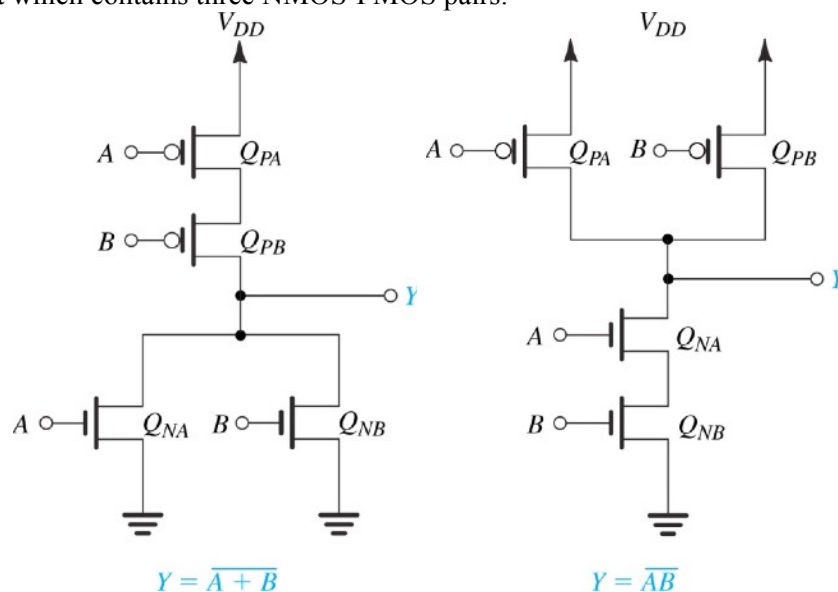 which contains three NMOS-PMOS pairs.
V_DD V_DD
A Q_PA A Q_PA B Q_PB
B Q_PB
Y Y
A Q_NA
A Q_NA B Q_NB B Q_NB
Y = \overline{A + B} Y = \overline{AB}